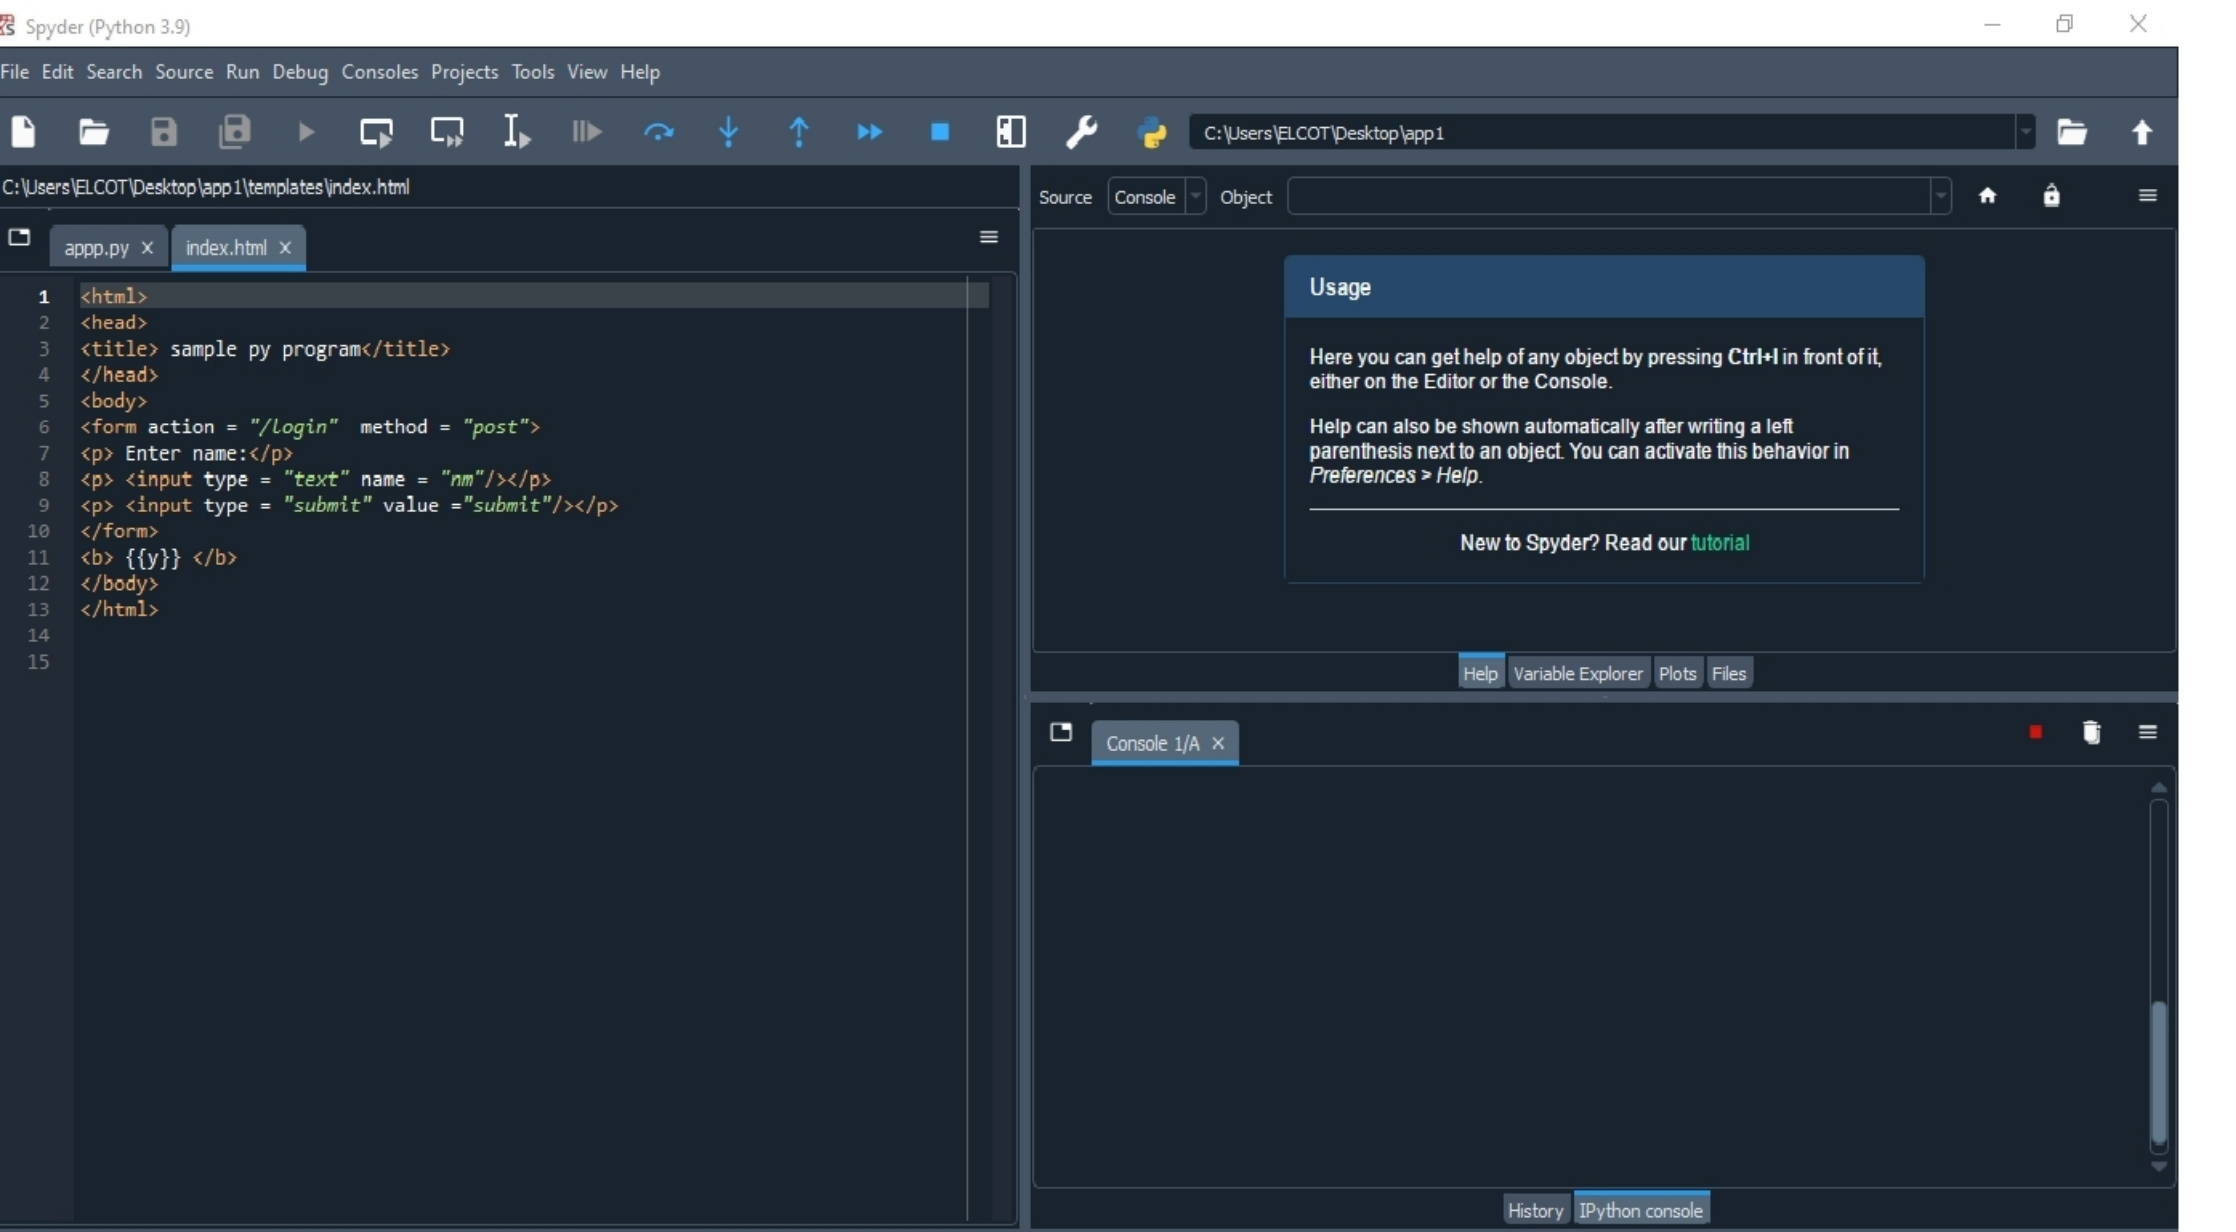 Spyder (Python 3.9)
File Edit Search Source Run Debug Consoles Projects Tools View Help
C:\Users\ELCOT\Desktop\app1
C:\Users\ELCOT\Desktop\app1\templates\index.html
appp.py
index.html
1 <html>
2 <head>
3 <title> sample py program</title>
4 </head>
5 <body>
6 <form action = "/login"  method = "post">
7 <p> Enter name:</p>
8 <p> <input type = "text" name = "nm"/></p>
9 <p> <input type = "submit" value ="submit"/></p>
10 </form>
11 <b> {{y}} </b>
12 </body>
13 </html>
14
15
Source Console Object
Usage
Here you can get help of any object by pressing Ctrl+I in front of it,
either on the Editor or the Console.
Help can also be shown automatically after writing a left
parenthesis next to an object. You can activate this behavior in
Preferences > Help.
New to Spyder? Read our tutorial
Help Variable Explorer Plots Files
Console 1/A
History IPython console